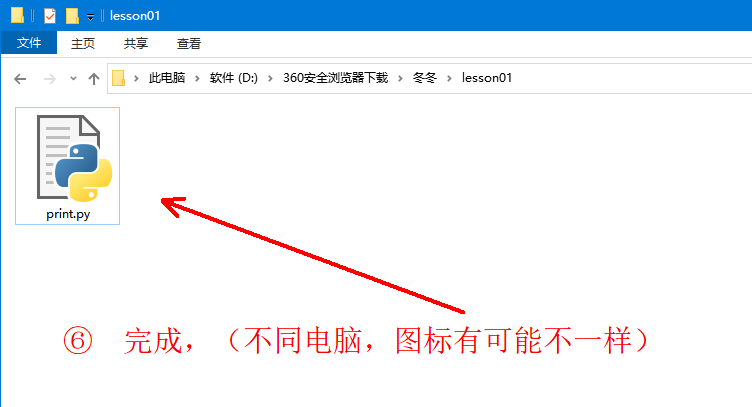 lesson01
文件 主页 共享 查看
此电脑 软件 (D:) 360安全浏览器下载 冬冬 lesson01
print.py
⑥ 完成，（不同电脑，图标有可能不一样）